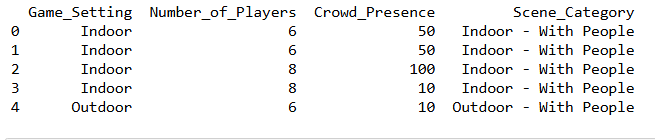 Game_Setting Number_of_Players Crowd_Presence Scene_Category
0 Indoor 6 50 Indoor - With People
1 Indoor 6 50 Indoor - With People
2 Indoor 8 100 Indoor - With People
3 Indoor 8 10 Indoor - With People
4 Outdoor 6 10 Outdoor - With People